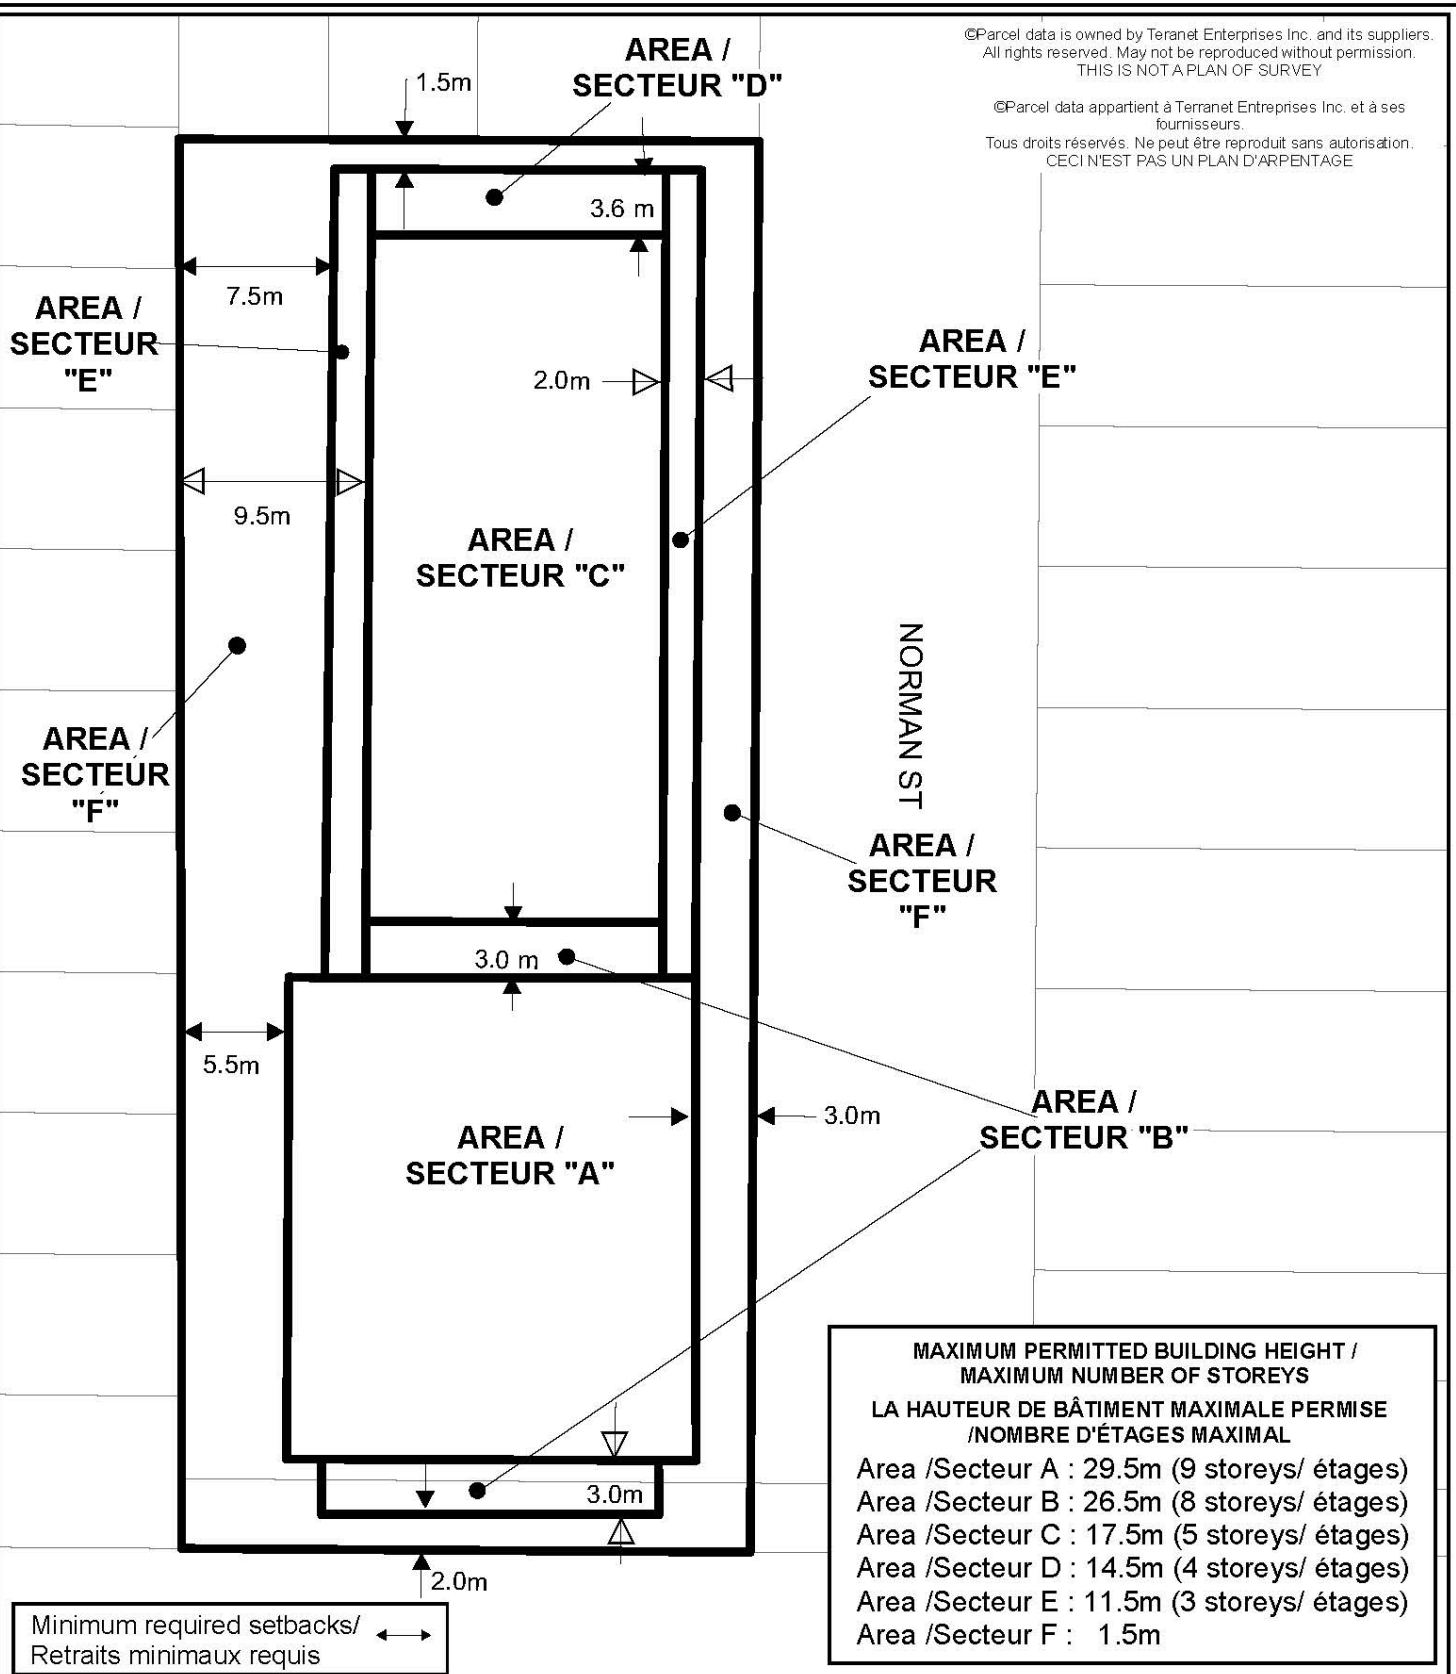 ©Parcel data is owned by Teranet Enterprises Inc. and its suppliers.
All rights reserved. May not be reproduced without permission.
THIS IS NOT A PLAN OF SURVEY
©Parcel data appartient à Terranet Entreprises Inc. et à ses
fournisseurs.
Tous droits réservés. Ne peut être reproduit sans autorisation.
CECI N'EST PAS UN PLAN D'ARPENTAGE
AREA /
SECTEUR "D"
1.5m
3.6 m
7.5m
AREA /
SECTEUR
"E"
2.0m
AREA /
SECTEUR "E"
9.5m
AREA /
SECTEUR "C"
NORMAN ST
AREA /
SECTEUR
"F"
AREA /
SECTEUR
"F"
3.0 m
5.5m
AREA /
SECTEUR "A"
3.0m
AREA /
SECTEUR "B"
3.0m
2.0m
MAXIMUM PERMITTED BUILDING HEIGHT /
MAXIMUM NUMBER OF STOREYS
LA HAUTEUR DE BÂTIMENT MAXIMALE PERMISE
/NOMBRE D'ÉTAGES MAXIMAL
Area /Secteur A : 29.5m (9 storeys/ étages)
Area /Secteur B : 26.5m (8 storeys/ étages)
Area /Secteur C : 17.5m (5 storeys/ étages)
Area /Secteur D : 14.5m (4 storeys/ étages)
Area /Secteur E : 11.5m (3 storeys/ étages)
Area /Secteur F : 1.5m
Minimum required setbacks/
Retraits minimaux requis